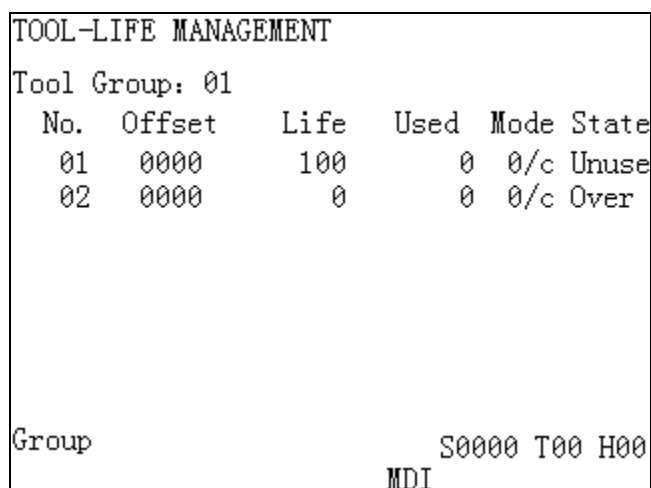 TOOL-LIFE MANAGEMENT
Tool Group: 01
No. Offset Life Used Mode State
01 0000 100 0 0/c Unuse
02 0000 0 0 0/c Over
Group
S0000 T00 H00
MDI